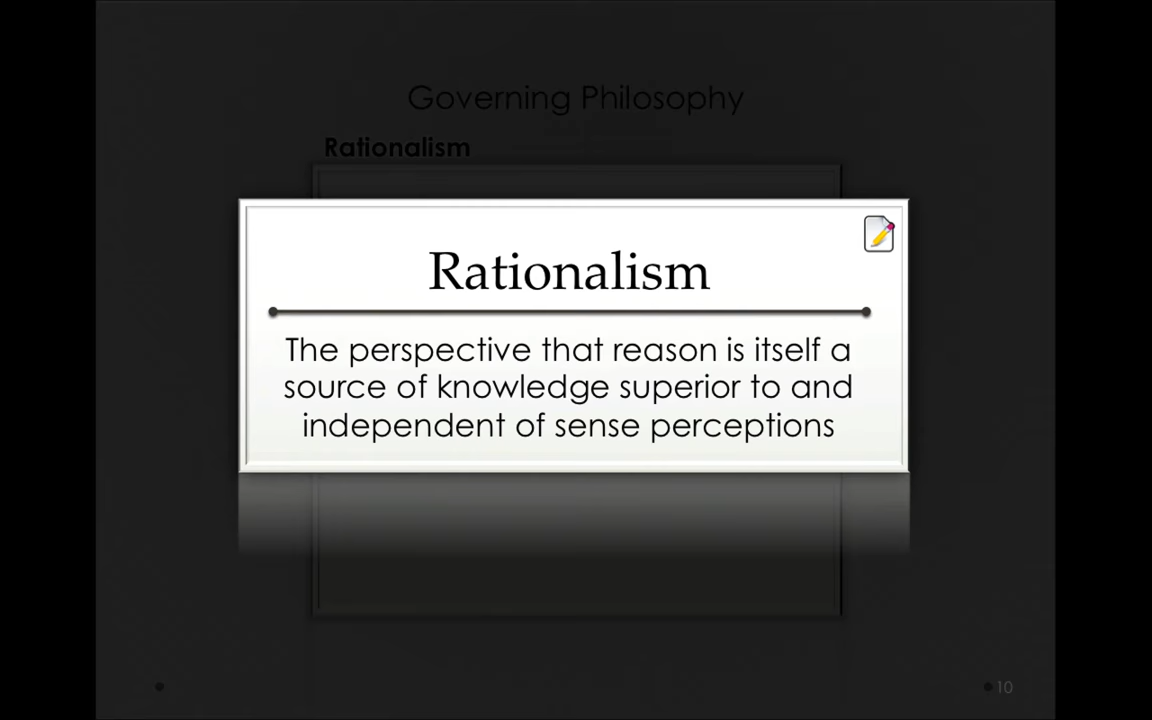 Governing Philosophy
Rationalism
Rationalism
The perspective that reason is itself a
source of knowledge superior to and
independent of sense perceptions
10